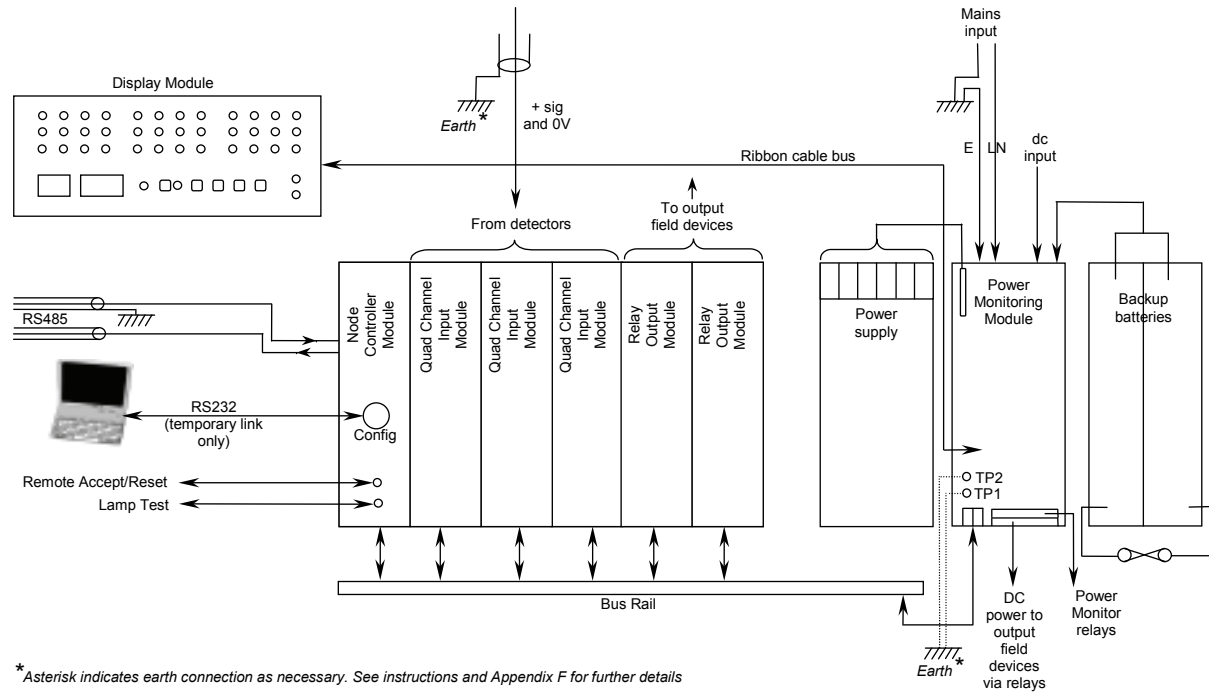 Mains
input
Display Module
+ sig
and 0V
Earth*
E
LN
dc
input
Ribbon cable bus
From detectors
To output
field devices
RS485
Node
Controller
Module
Quad Channel
Input
Module
Quad Channel
Input
Module
Quad Channel
Input
Module
Relay
Output
Module
Relay
Output
Module
Power
supply
Power
Monitoring
Module
Backup
batteries
RS232
(temporary link
only)
Config
Remote Accept/Reset
Lamp Test
TP2
TP1
Bus Rail
Earth*
DC
power to
output
field
devices
via relays
Power
Monitor
relays
*Asterisk indicates earth connection as necessary. See instructions and Appendix F for further details